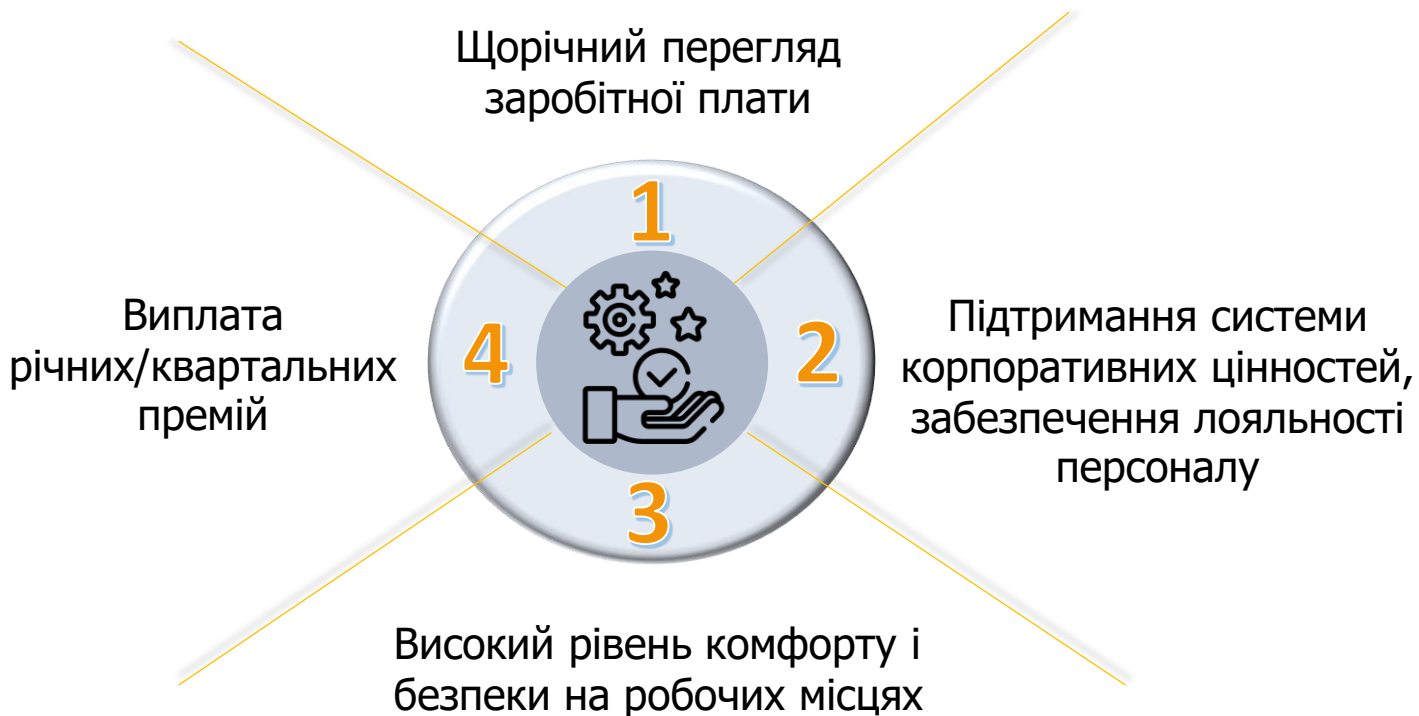 Щорічний перегляд
заробітної плати
1
Виплата
річних/квартальних
премій
4
2
Підтримання системи
корпоративних цінностей,
забезпечення лояльності
персоналу
3
Високий рівень комфорту і
безпеки на робочих місцях